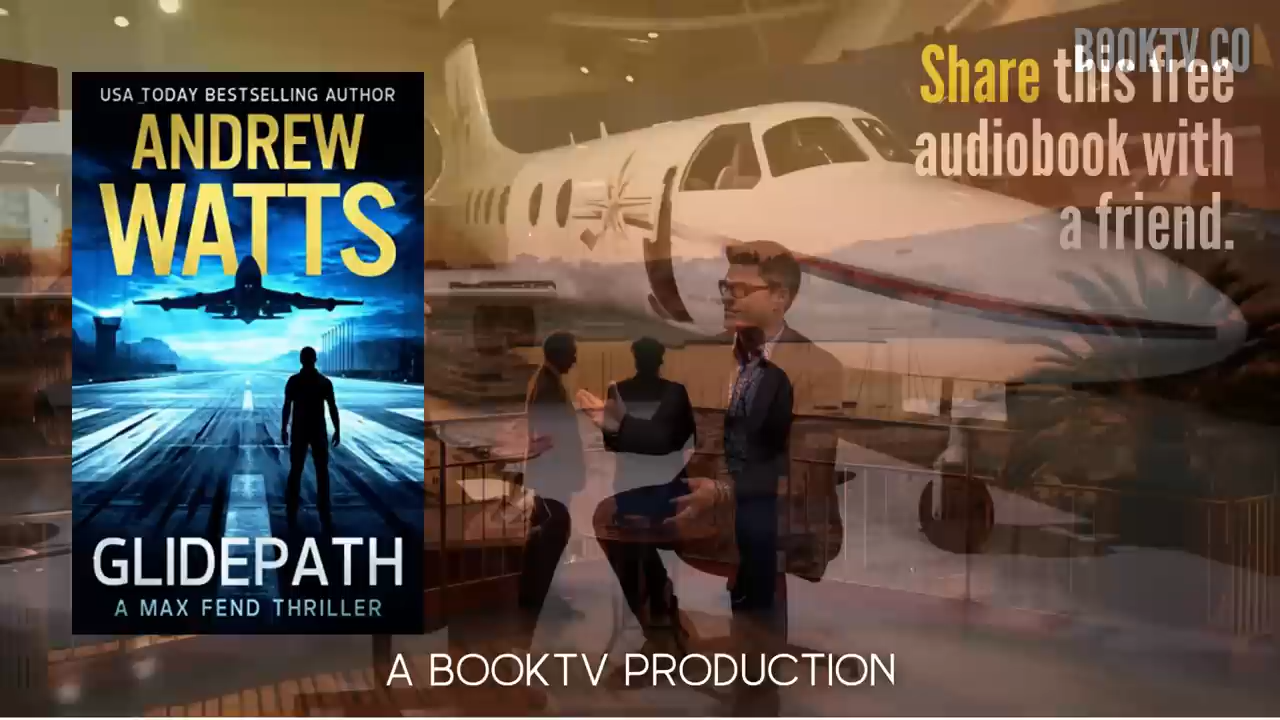 USA TODAY BESTSELLING AUTHOR
ANDREW
WATTS
GLIDEPATH
A MAX FEND THRILLER
BOOKTV.CO
Share this free
audiobook with
a friend.
A BOOKTV PRODUCTION